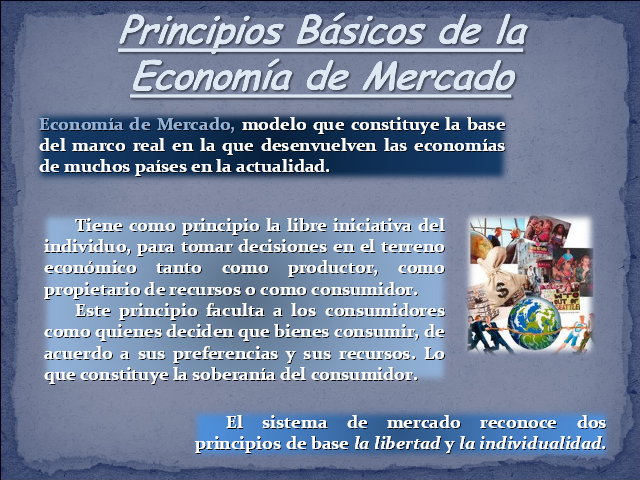 Principios Básicos de la
Economía de Mercado
Economía de Mercado, modelo que constituye la base
del marco real en la que desenvuelven las economías
de muchos países en la actualidad.
Tiene como principio la libre iniciativa del
individuo, para tomar decisiones en el terreno
económico tanto como productor, como
propietario de recursos o como consumidor.
Este principio faculta a los consumidores
como quienes deciden que bienes consumir, de
acuerdo a sus preferencias y sus recursos. Lo
que constituye la soberanía del consumidor.
El sistema de mercado reconoce dos
principios de base la libertad y la individualidad.